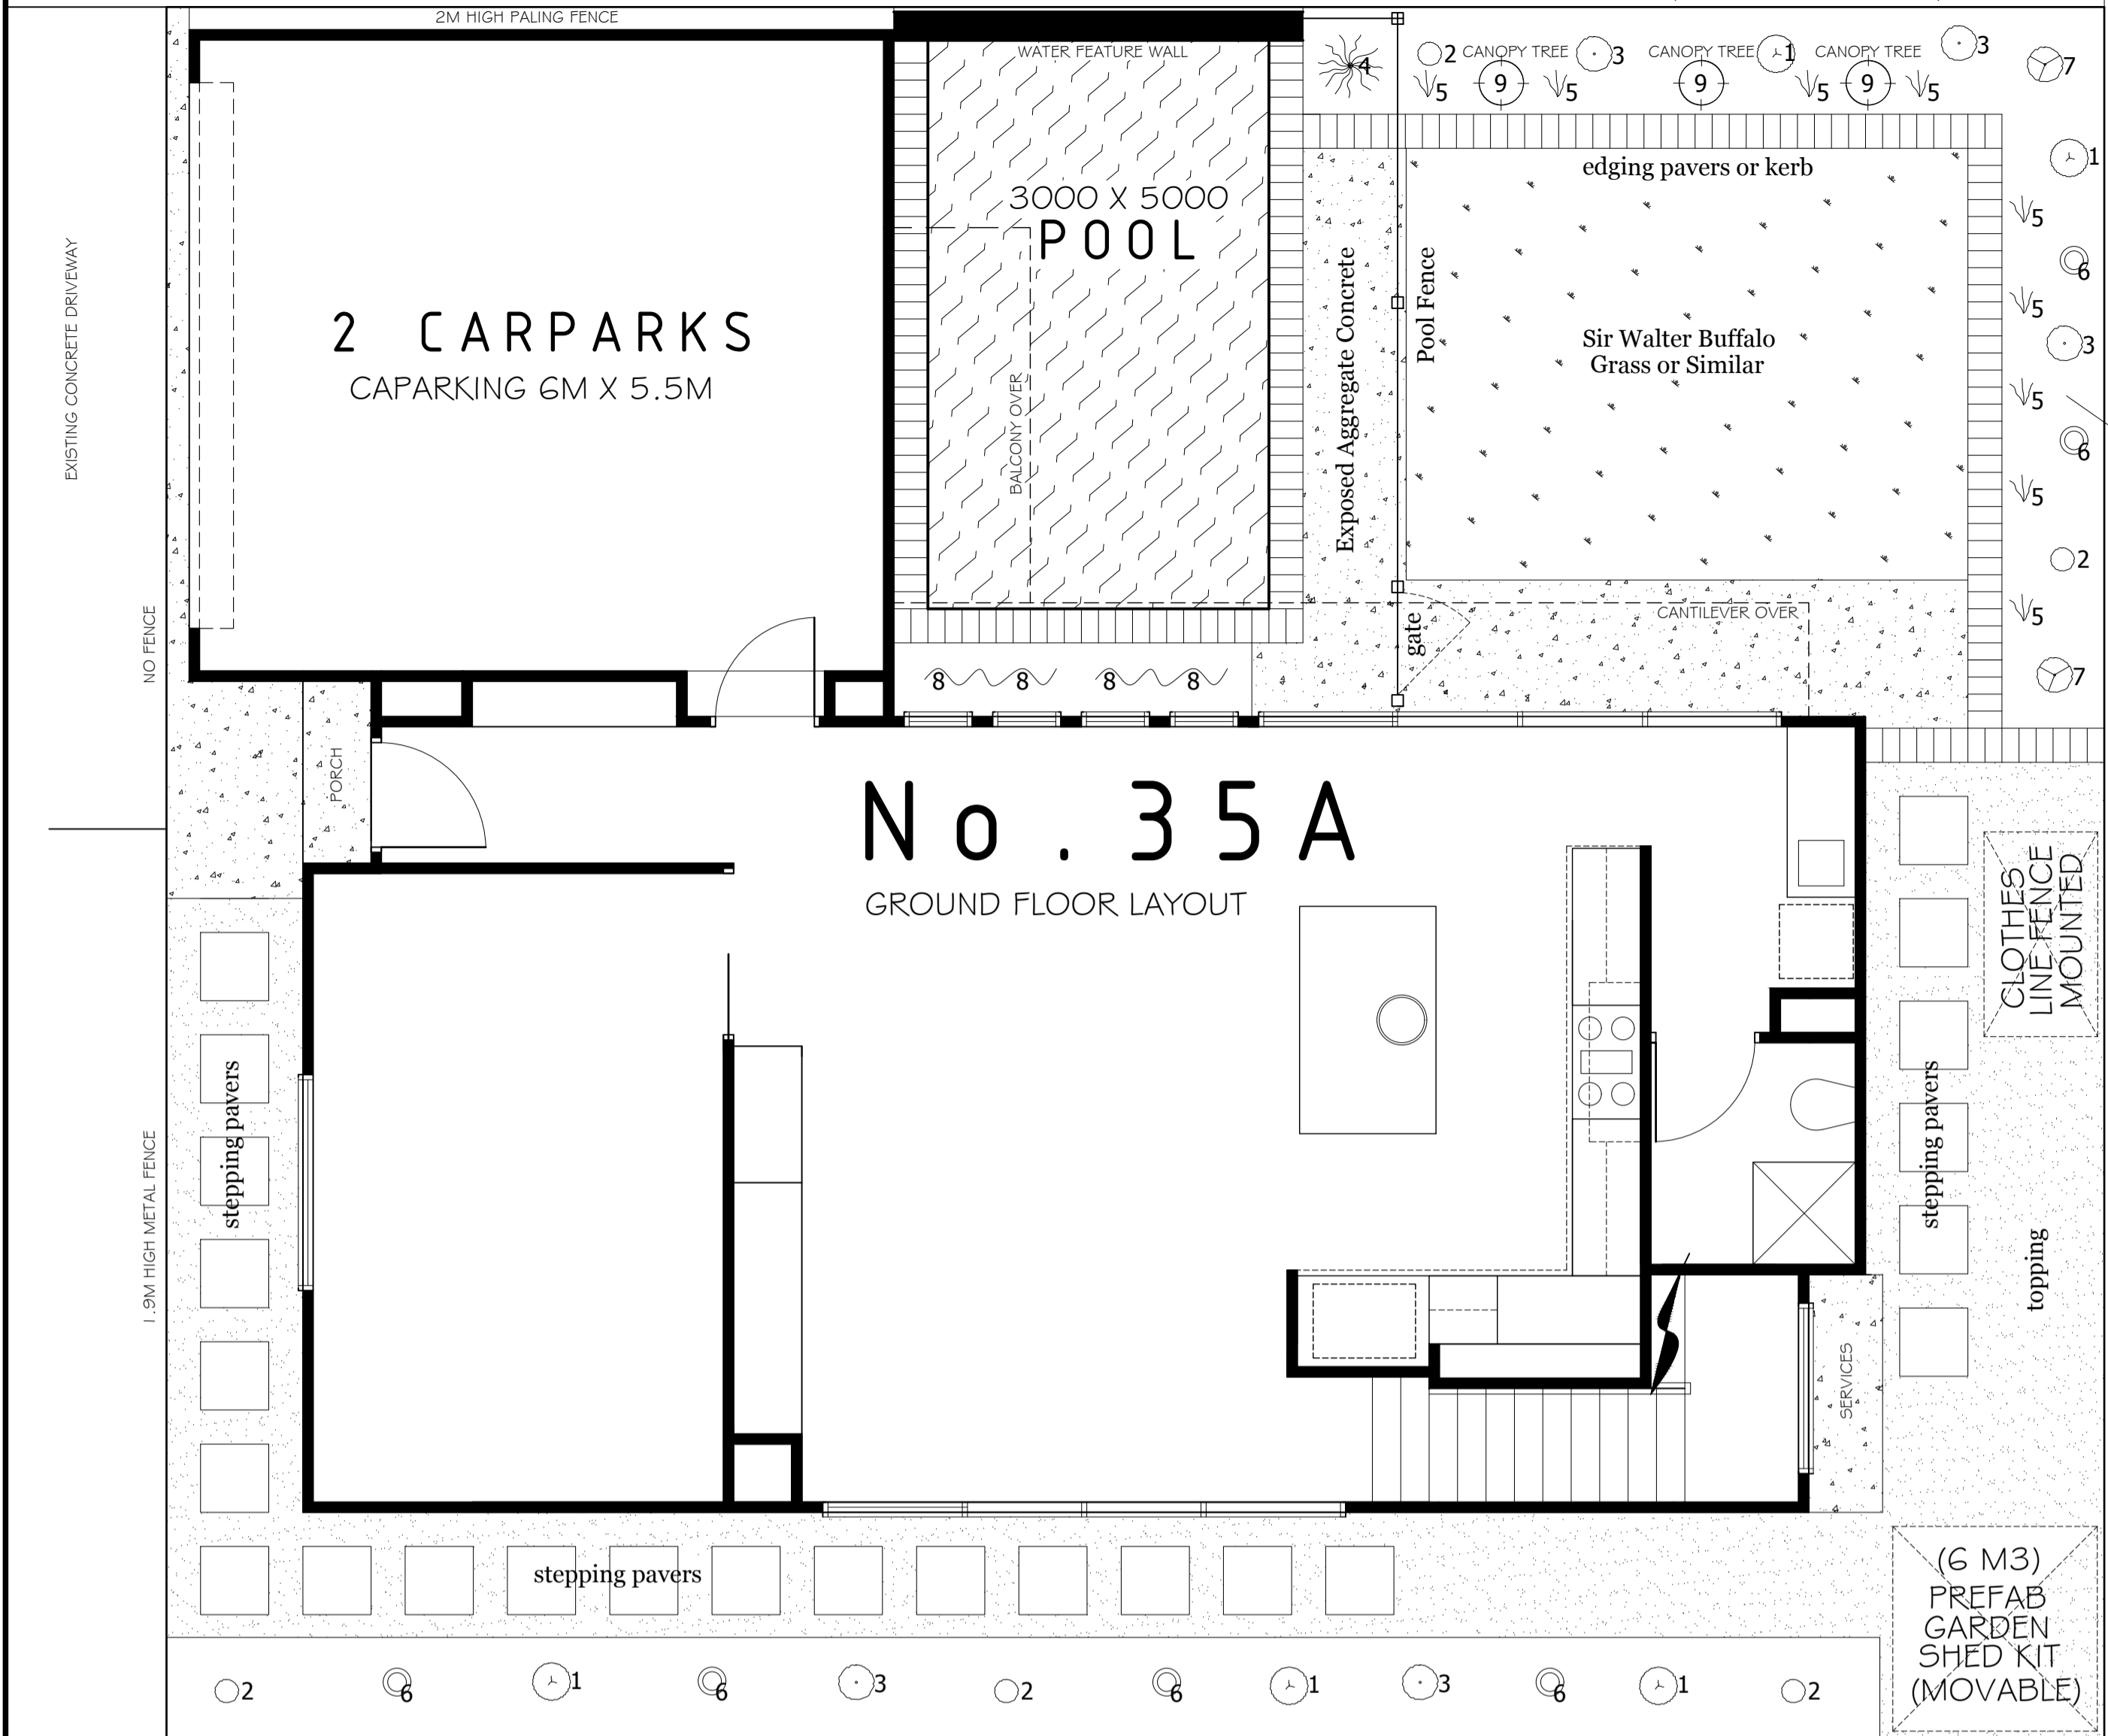 2M HIGH PALING FENCE
WATER FEATURE WALL
4
2 CANOPY TREE 3 CANOPY TREE 1 CANOPY TREE 3
7
5 9 5 9 5 9 5
edging pavers or kerb
1
3000 X 5000
POOL
5
6
EXISTING CONCRETE DRIVEWAY
2 CARPARKS
CAPARKING 6M X 5.5M
BALCONY OVER
Exposed Aggregate Concrete
Pool Fence
Sir Walter Buffalo
Grass or Similar
5
3
5
6
5
2
NO FENCE
gate
CANTILEVER OVER
5
8 8 8 8
7
PORCH
No. 35A
GROUND FLOOR LAYOUT
CLOTHES
LINE FENCE
MOUNTED
1.9M HIGH METAL FENCE
stepping pavers
stepping pavers
topping
SERVICES
stepping pavers
(6 M3)
PREFAB
GARDEN
SHED KIT
(MOVABLE)
2 6 1 6 3 2 6 1 3 6 1 2